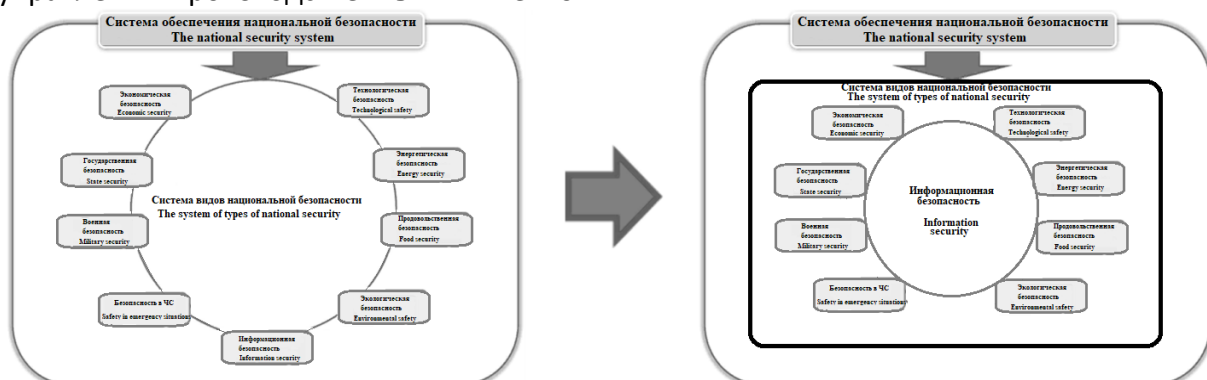 Система обеспечения национальной безопасности
The national security system
Экономическая
безопасность
Economic security
Технологическая
безопасность
Technological safety
Государственная
безопасность
State security
Энергетическая
безопасность
Energy security
Система видов национальной безопасности
The system of types of national security
Военная
безопасность
Military security
Продовольственная
безопасность
Food security
Безопасность в ЧС
Safety in emergency situations
Экологическая
безопасность
Environmental safety
Информационная
безопасность
Information security
Система обеспечения национальной безопасности
The national security system
Система видов национальной безопасности
The system of types of national security
Экономическая
безопасность
Economic security
Технологическая
безопасность
Technological safety
Государственная
безопасность
State security
Информационная
безопасность
Information
security
Энергетическая
безопасность
Energy security
Военная
безопасность
Military security
Продовольственная
безопасность
Food security
Безопасность в ЧС
Safety in emergency situations
Экологическая
безопасность
Environmental safety